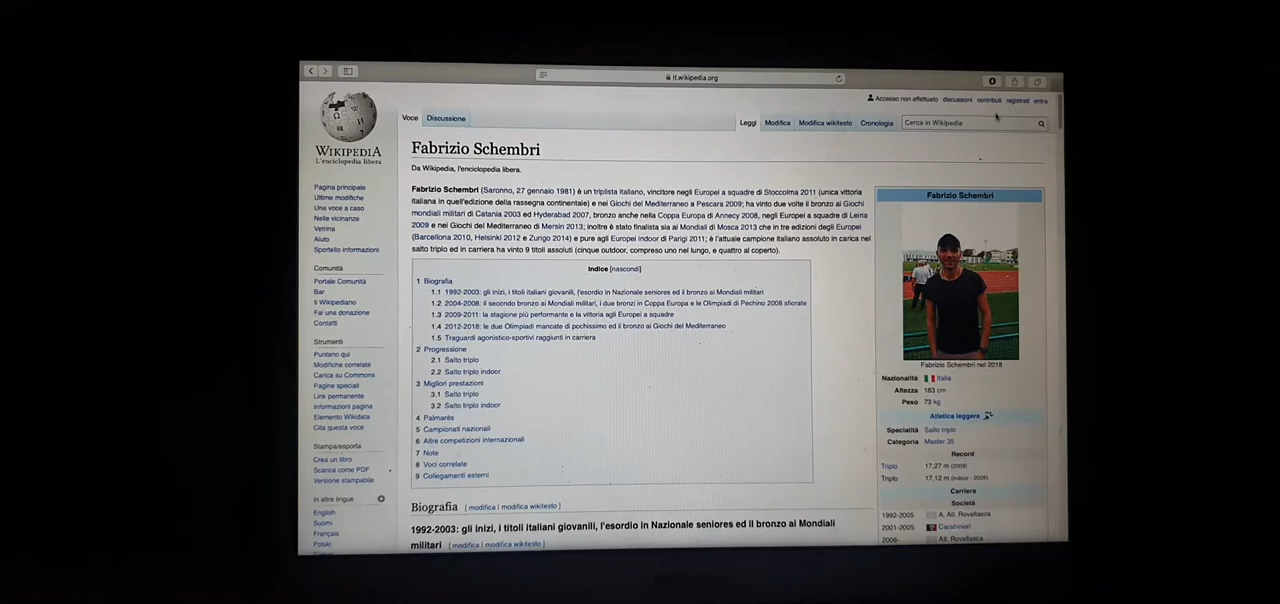 it.wikipedia.org
Accesso non effettuato discussioni contributi registrati entra
Voce Discussione
Leggi Modifica Modifica wikitesto Cronologia Cerca in Wikipedia
WIKIPEDIA
L'enciclopedia libera
Fabrizio Schembri
Da Wikipedia, l'enciclopedia libera.
Pagina principale
Ultime modifiche
Una voce a caso
Nelle vicinanze
Vetrina
Aiuto
Sportello informazioni
Comunità
Portale Comunità
Bar
Il Wikipediano
Fai una donazione
Contatti
Strumenti
Puntano qui
Modifiche correlate
Carica su Commons
Pagine speciali
Link permanente
Informazioni pagina
Elemento Wikidata
Cita questa voce
Stampa/esporta
Crea un libro
Scarica come PDF
Versione stampabile
In altre lingue
English
Suomi
Français
Polski
Fabrizio Schembri (Saronno, 27 gennaio 1981) è un triplista italiano, vincitore negli Europei a squadre di Stoccolma 2011 (unica vittoria
italiana in quell'edizione della rassegna continentale) e nei Giochi del Mediterraneo a Pescara 2009; ha vinto due volte il bronzo ai Giochi
mondiali militari di Catania 2003 ed Hyderabad 2007, bronzo anche nella Coppa Europa di Annecy 2008, negli Europei a squadre di Leiria
2009 e nei Giochi del Mediterraneo di Mersin 2013; inoltre è stato finalista sia ai Mondiali di Mosca 2013 che in tre edizioni degli Europei
(Barcellona 2010, Helsinki 2012 e Zurigo 2014) e pure agli Europei indoor di Parigi 2011; è l'attuale campione italiano assoluto in carica nel
salto triplo ed in carriera ha vinto 9 titoli assoluti (cinque outdoor, compreso uno nel lungo, e quattro al coperto).
Indice [nascondi]
1 Biografia
1.1 1992-2003: gli inizi, i titoli italiani giovanili, l'esordio in Nazionale seniores ed il bronzo ai Mondiali militari
1.2 2004-2008: il secondo bronzo ai Mondiali militari, i due bronzi in Coppa Europa e le Olimpiadi di Pechino 2008 sfiorate
1.3 2009-2011: la stagione più performante e la vittoria agli Europei a squadre
1.4 2012-2018: le due Olimpiadi mancate di pochissimo ed il bronzo ai Giochi del Mediterraneo
1.5 Traguardi agonistico-sportivi raggiunti in carriera
2 Progressione
2.1 Salto triplo
2.2 Salto triplo indoor
3 Migliori prestazioni
3.1 Salto triplo
3.2 Salto triplo indoor
4 Palmarès
5 Campionati nazionali
6 Altre competizioni internazionali
7 Note
8 Voci correlate
9 Collegamenti esterni
Biografia [ modifica | modifica wikitesto ]
1992-2003: gli inizi, i titoli italiani giovanili, l'esordio in Nazionale seniores ed il bronzo ai Mondiali
militari [ modifica | modifica wikitesto ]
Fabrizio Schembri
Fabrizio Schembri nel 2018
Nazionalità Italia
Altezza 183 cm
Peso 73 kg
Atletica leggera
Specialità Salto triplo
Categoria Master 35
Record
Triplo 17,27 m (2009)
Triplo 17,12 m (indoor - 2009)
Carriera
Società
1992-2005 A. Atl. Rovellasca
2001-2005 Carabinieri
2006- Atl. Rovellasca